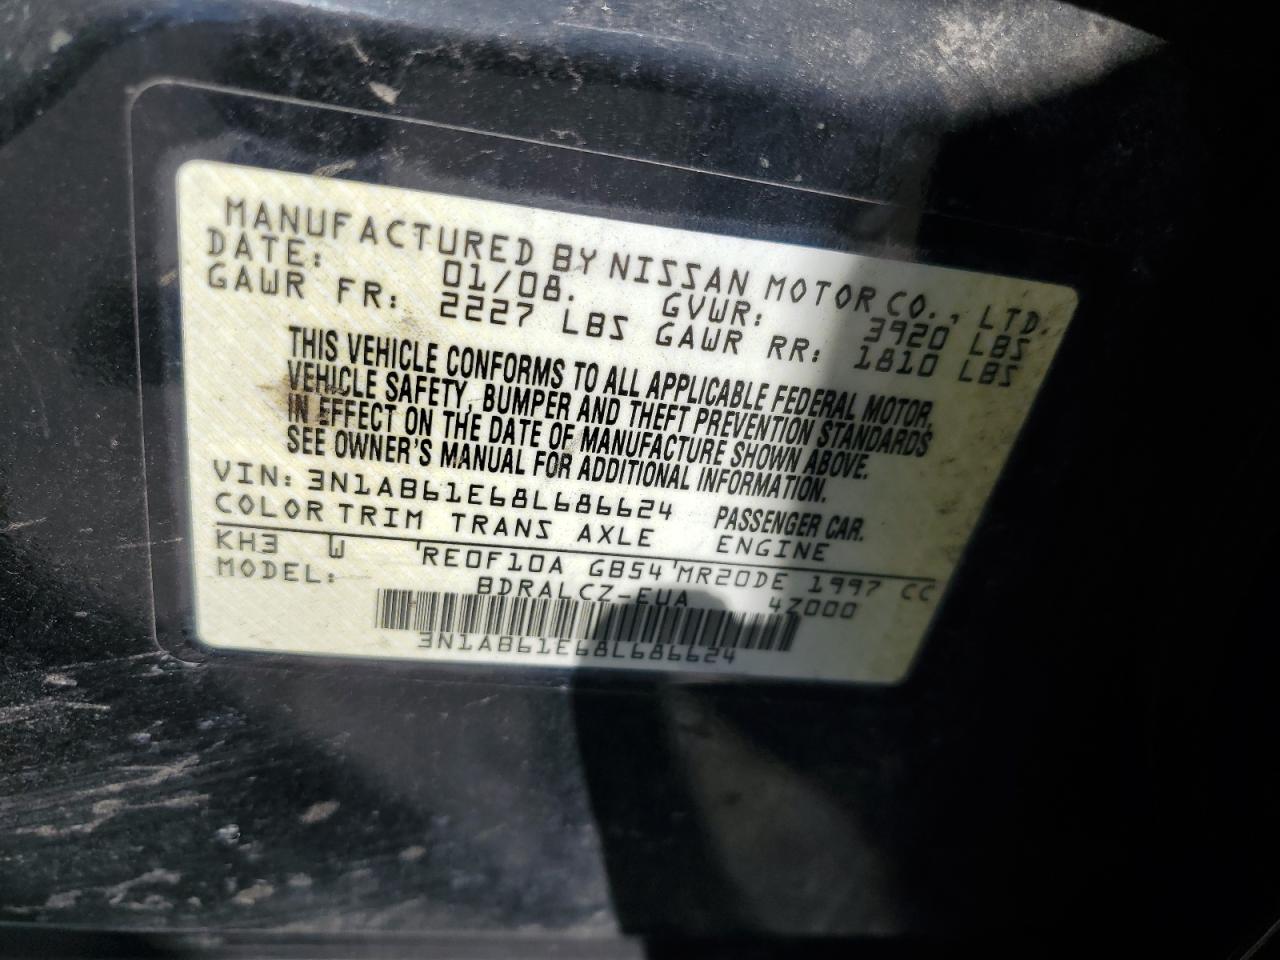 MANUFACTURED BY NISSAN MOTOR CO., LTD.
DATE: 01/08. GVWR: 3920 LBS
GAWR FR: 2227 LBS GAWR RR: 1810 LBS
THIS VEHICLE CONFORMS TO ALL APPLICABLE FEDERAL MOTOR
VEHICLE SAFETY, BUMPER AND THEFT PREVENTION STANDARDS
IN EFFECT ON THE DATE OF MANUFACTURE SHOWN ABOVE.
SEE OWNER'S MANUAL FOR ADDITIONAL INFORMATION.
VIN: 3N1AB61E68L686624 PASSENGER CAR.
COLOR TRIM TRANS AXLE ENGINE
KH3 W RE0F10A GB54 MR20DE 1997 CC
MODEL: BDRALCZ-EUA 4Z000
3N1AB61E68L686624